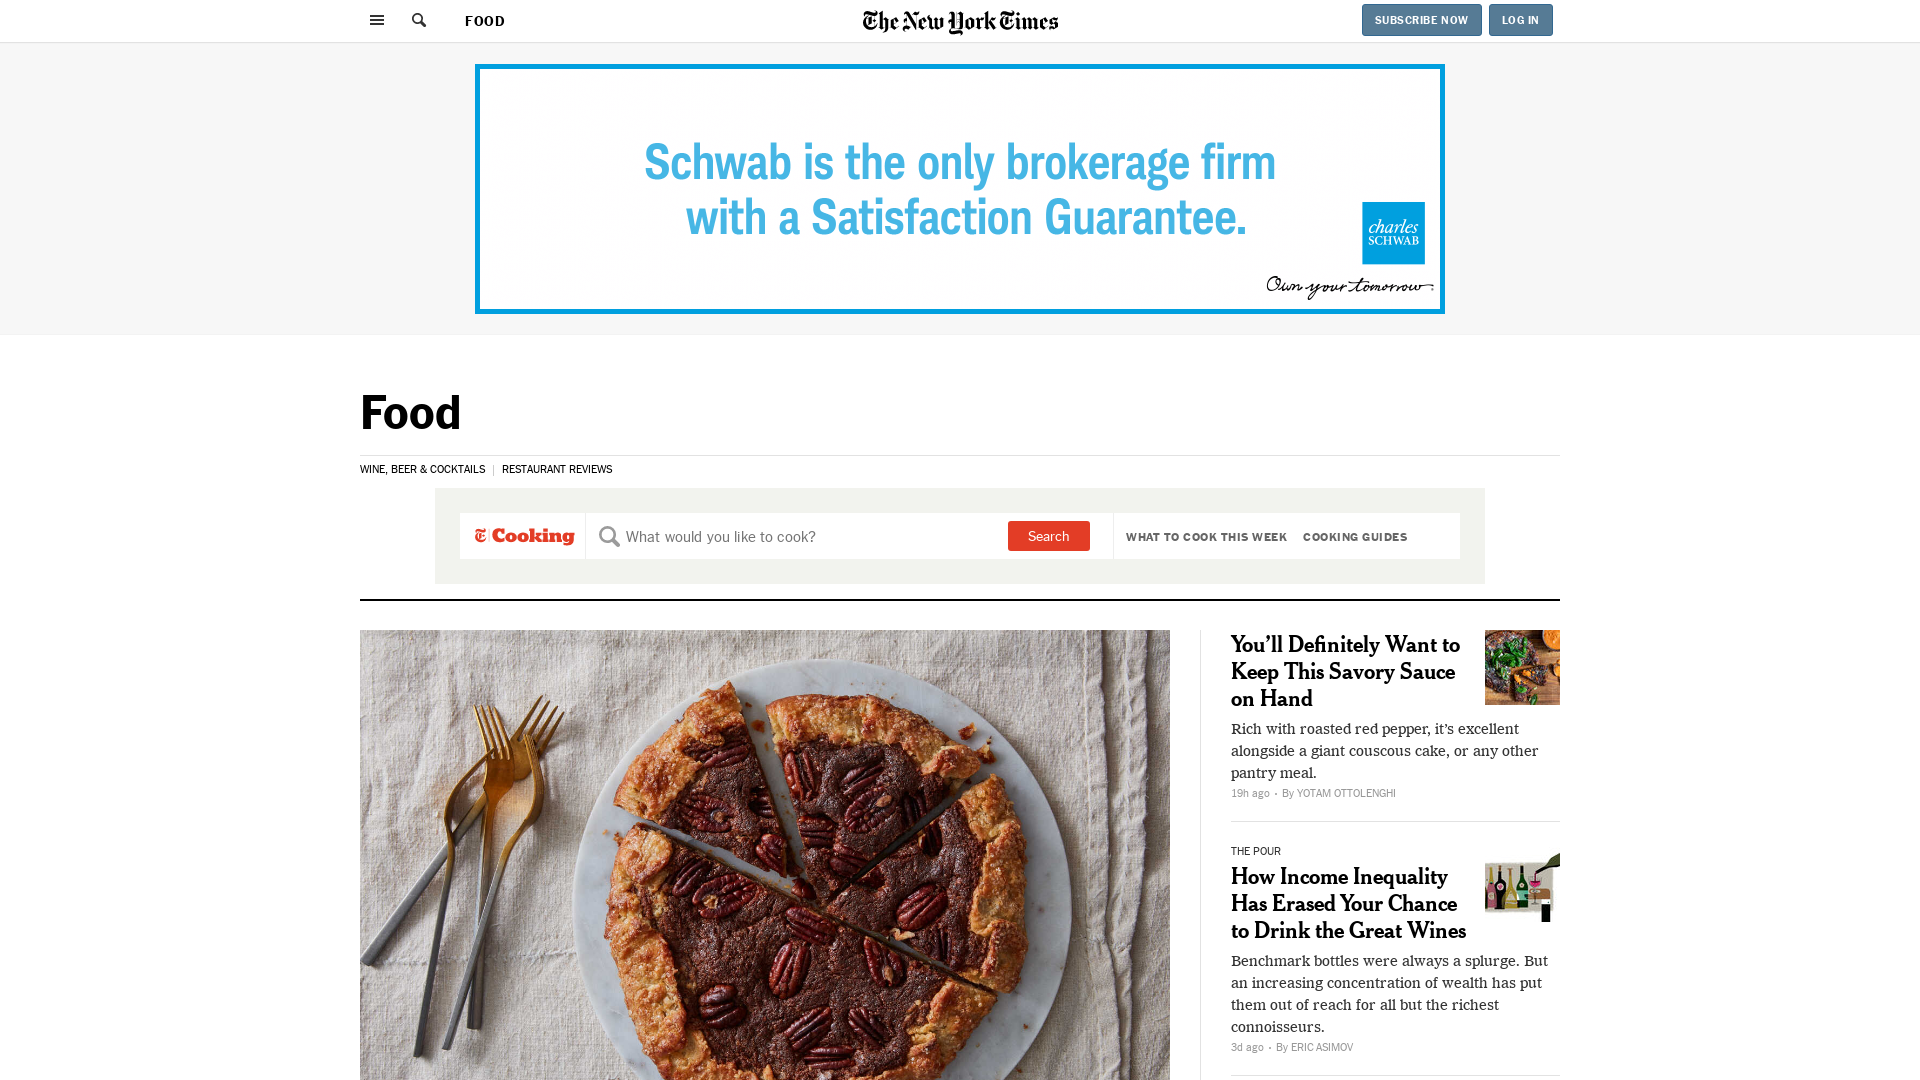 FOOD
The New York Times
SUBSCRIBE NOW
LOG IN
Schwab is the only brokerage firm
with a Satisfaction Guarantee.
charles
SCHWAB
Own your tomorrow.
Food
WINE, BEER & COCKTAILS
RESTAURANT REVIEWS
Cooking
What would you like to cook?
Search
WHAT TO COOK THIS WEEK
COOKING GUIDES
You’ll Definitely Want to
Keep This Savory Sauce
on Hand
Rich with roasted red pepper, it’s excellent
alongside a giant couscous cake, or any other
pantry meal.
19h ago • By YOTAM OTTOLENGHI
THE POUR
How Income Inequality
Has Erased Your Chance
to Drink the Great Wines
Benchmark bottles were always a splurge. But
an increasing concentration of wealth has put
them out of reach for all but the richest
connoisseurs.
3d ago • By ERIC ASIMOV